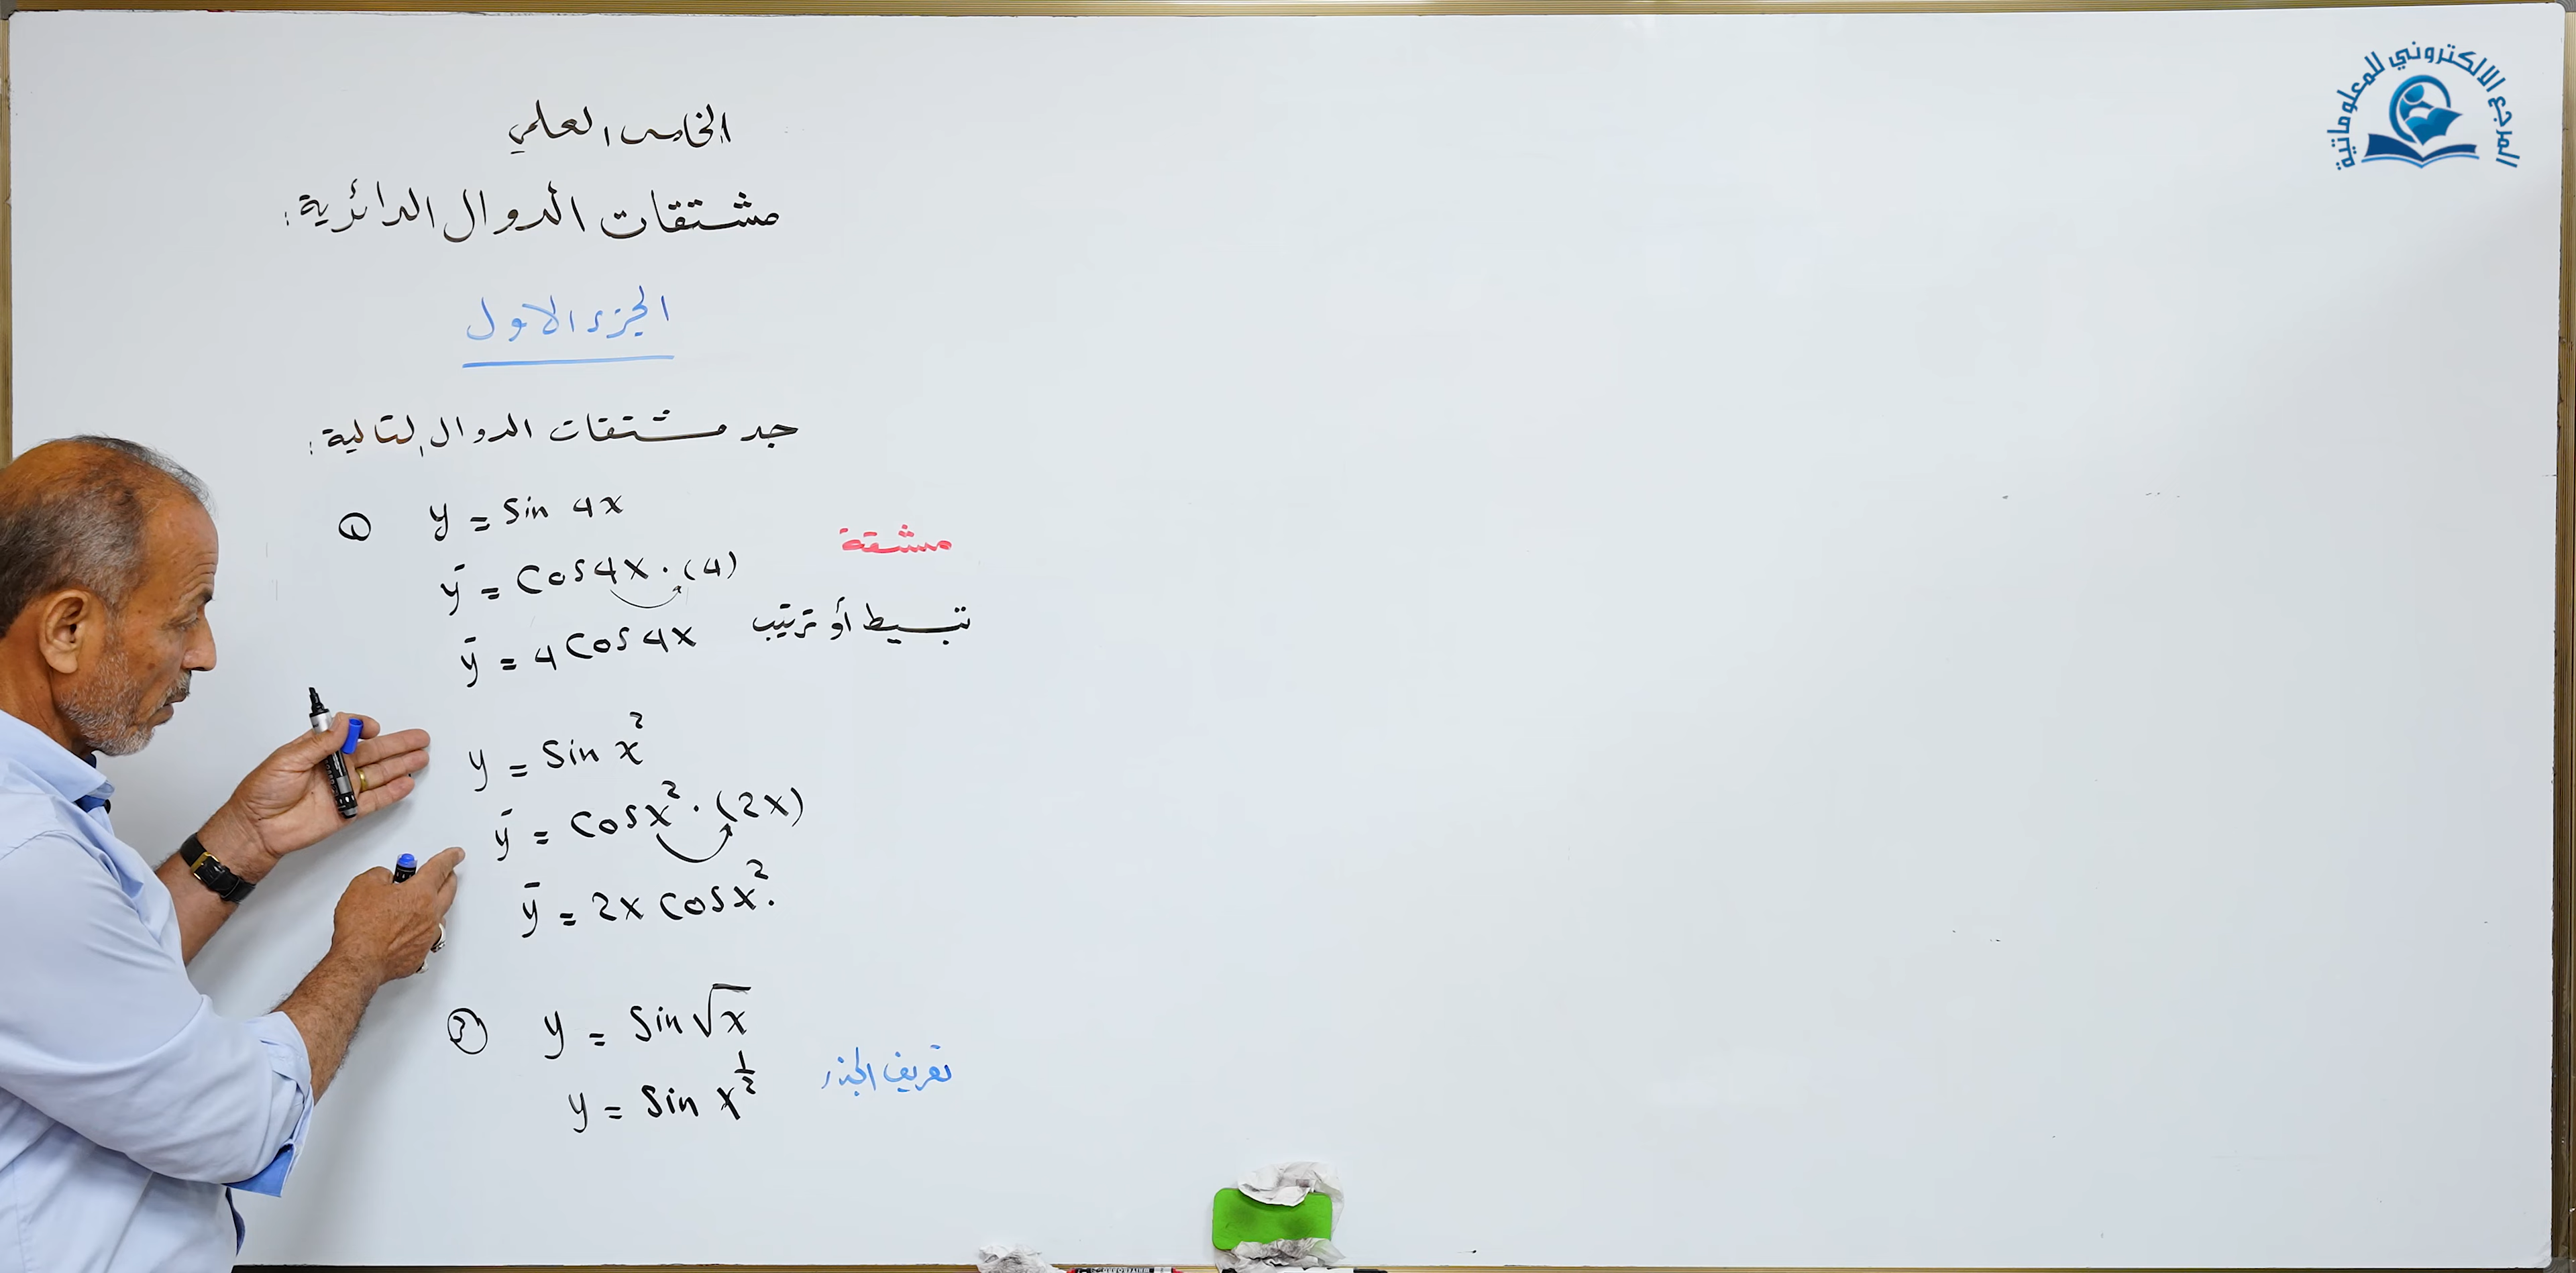 المرجع الالكتروني للمعلوماتية
الخامس العلمي
مشتقات الدوال الدائرية:
الجزء الاول
جد مشتقات الدوال التالية:
① y = Sin 4x
ȳ = Cos 4x · (4) مشتقة
ȳ = 4 Cos 4x تبسيط أو ترتيب
y = Sin x²
ȳ = Cos x² · (2x)
ȳ = 2x Cos x².
③ y = Sin √x
y = Sin x^½ تعريف الجذر